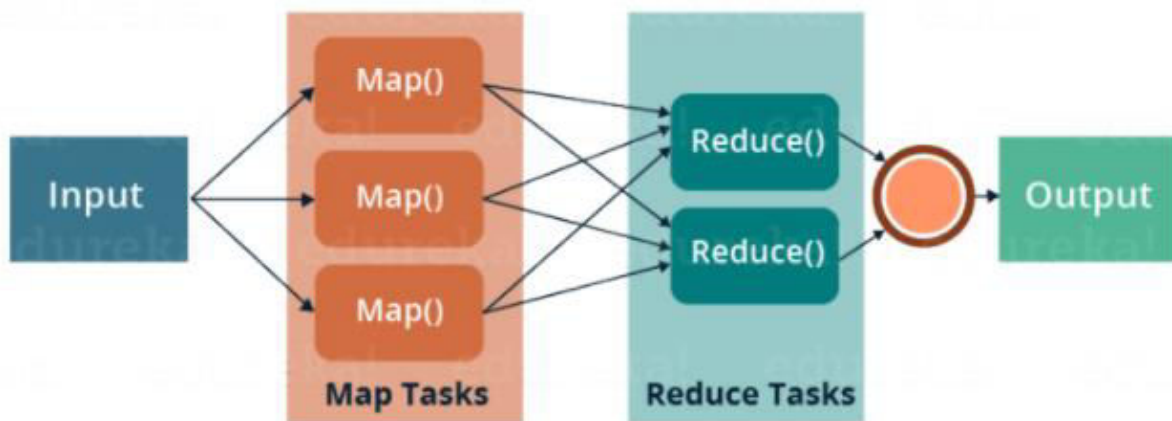 Input
Map()
Map()
Map()
Map Tasks
Reduce()
Reduce()
Reduce Tasks
Output